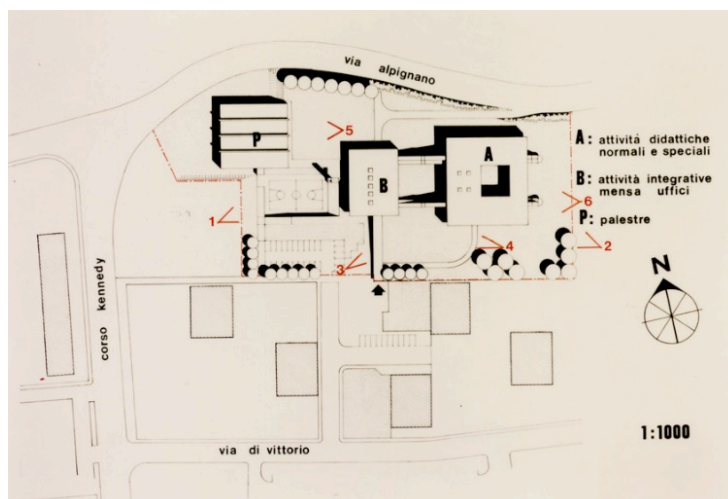 via alpignano
P
5
A
B
A: attività didattiche
normali e speciali
B: attività integrative
mensa uffici
P: palestre
6
1
2
4
3
N
corso kennedy
1:1000
via di vittorio